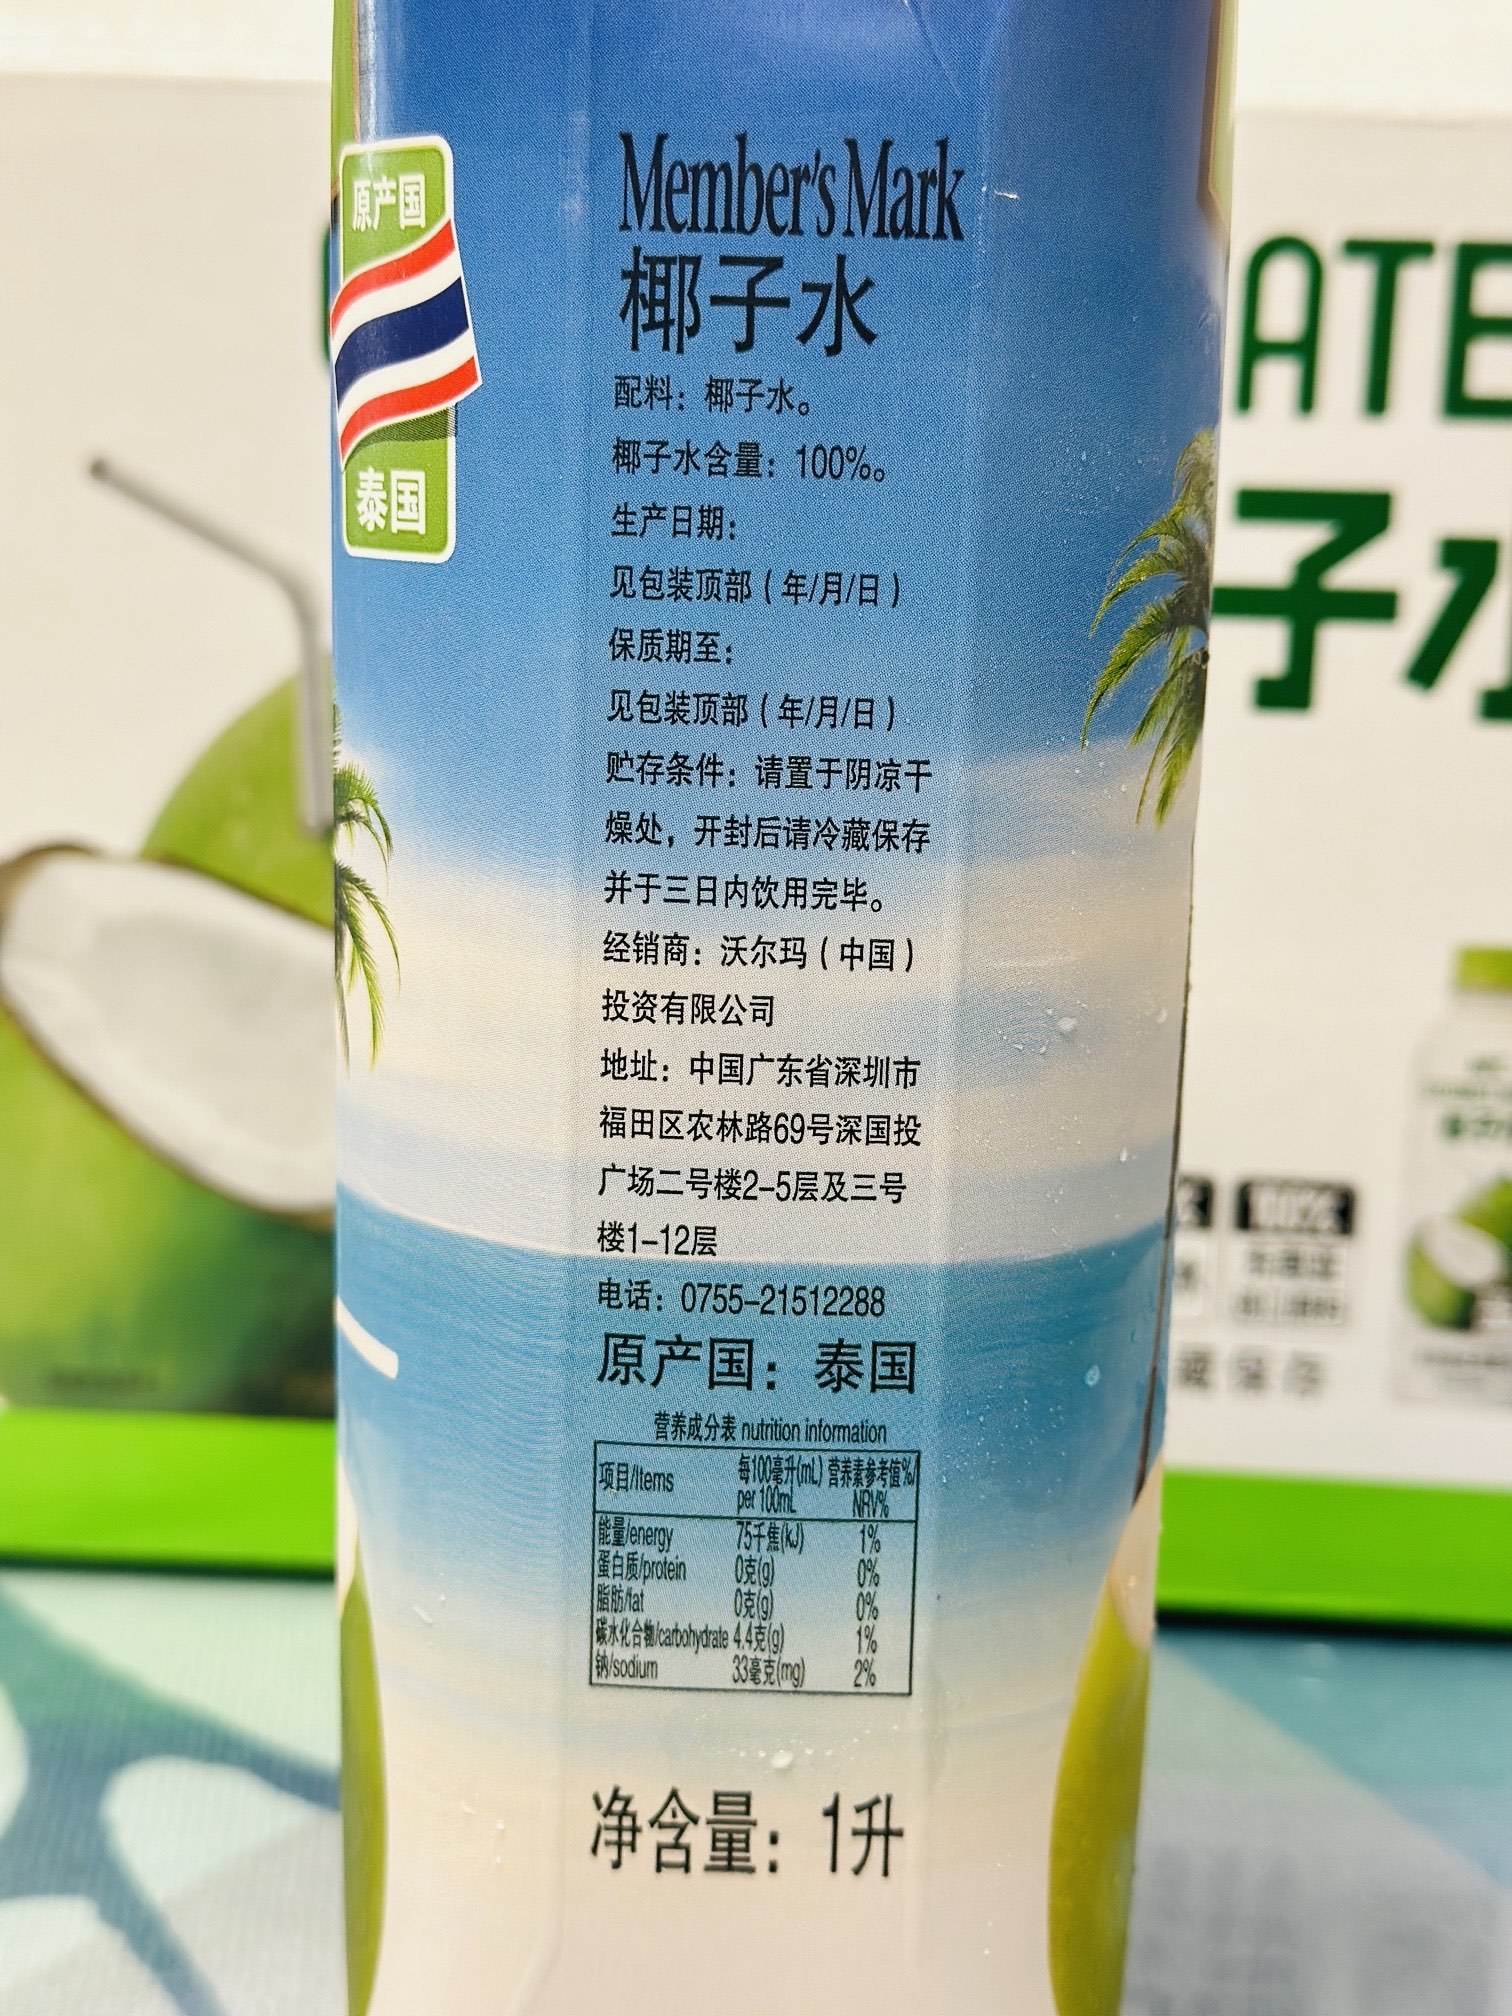 Member's Mark
椰子水
配料：椰子水。
椰子水含量：100%。
生产日期：
见包装顶部（年/月/日）
保质期至：
见包装顶部（年/月/日）
贮存条件：请置于阴凉干
燥处，开封后请冷藏保存
并于三日内饮用完毕。
经销商：沃尔玛（中国）
投资有限公司
地址：中国广东省深圳市
福田区农林路69号深国投
广场二号楼2-5层及三号
楼1-12层
电话：0755-21512288
原产国：泰国
营养成分表 nutrition information
项目/Items 每100毫升(mL) 营养素参考值%/
per 100mL NRV%
能量/energy 75千焦(kJ) 1%
蛋白质/protein 0克(g) 0%
脂肪/fat 0克(g) 0%
碳水化合物/carbohydrate 4.4克(g) 1%
钠/sodium 33毫克(mg) 2%
净含量：1升
原产国
泰国
ATE
子水